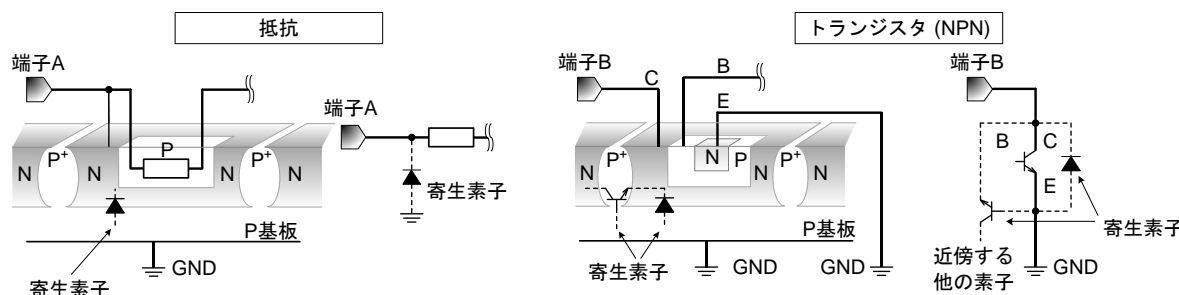 抵抗
端子A
P
N
P+
N
N
P+
N
P基板
寄生素子
GND
端子A
寄生素子
トランジスタ (NPN)
端子B
C
B
E
N
P+
N
N
P
N
P+
N
P基板
寄生素子
GND
GND
端子B
B
C
E
寄生素子
近傍する
他の素子
GND